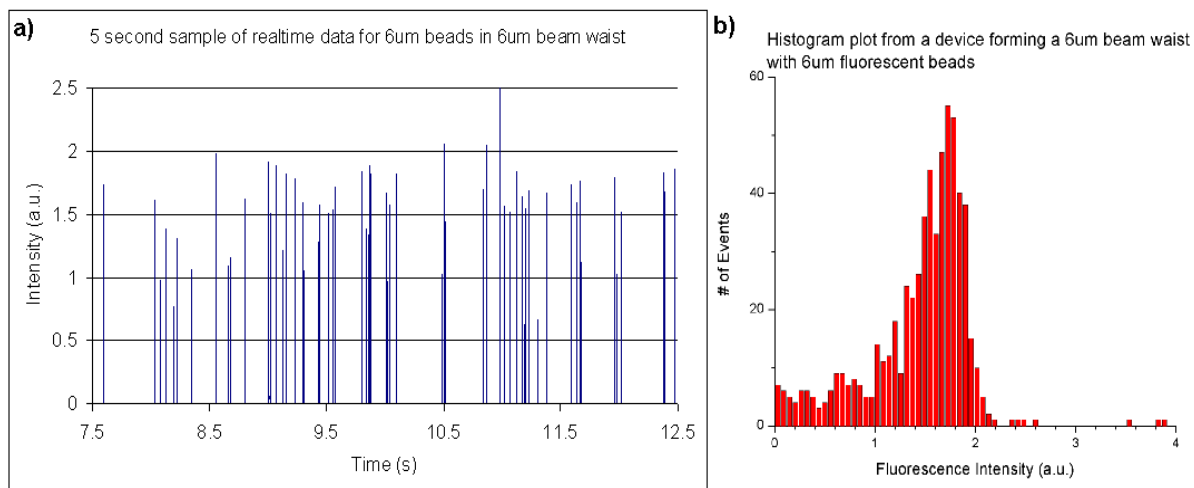 a)
5 second sample of realtime data for 6um beads in 6um beam waist
2.5
2
1.5
1
0.5
0
Intensity (a.u.)
7.5 8.5 9.5 10.5 11.5 12.5
Time (s)
b)
Histogram plot from a device forming a 6um beam waist
with 6um fluorescent beads
60
40
20
0
# of Events
0 1 2 3 4
Fluorescence Intensity (a.u.)